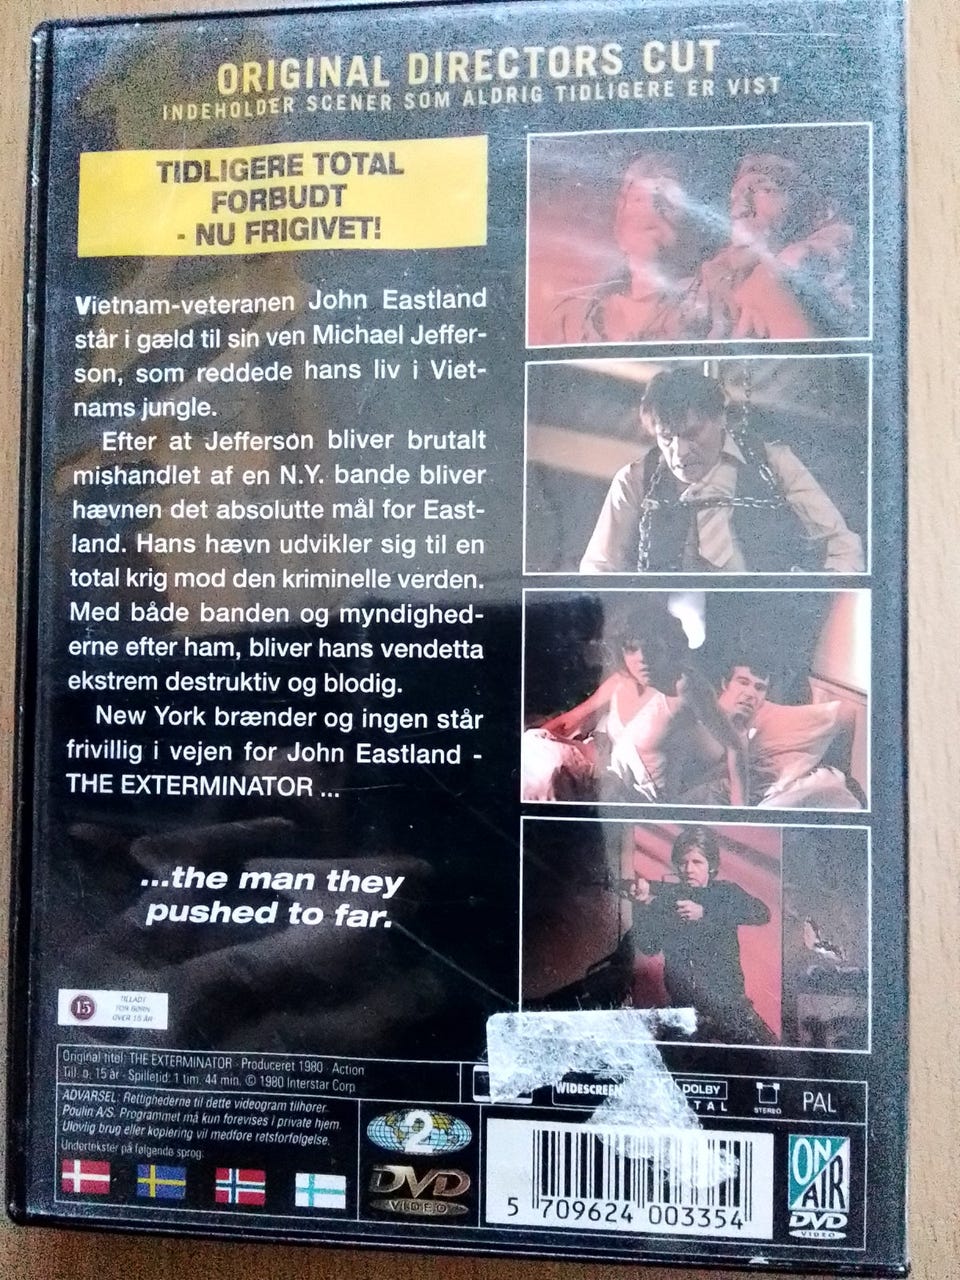 ORIGINAL DIRECTORS CUT
INDEHOLDER SCENER SOM ALDRIG TIDLIGERE ER VIST
TIDLIGERE TOTAL
FORBUDT
- NU FRIGIVET!
Vietnam-veteranen John Eastland
står i gæld til sin ven Michael Jeffer-
son, som reddede hans liv i Viet-
nams jungle.
Efter at Jefferson bliver brutalt
mishandlet af en N.Y. bande bliver
hævnen det absolutte mål for East-
land. Hans hævn udvikler sig til en
total krig mod den kriminelle verden.
Med både banden og myndighed-
erne efter ham, bliver hans vendetta
ekstrem destruktiv og blodig.
New York brænder og ingen står
frivillig i vejen for John Eastland -
THE EXTERMINATOR ...
...the man they
pushed to far.
15
TILLADT
FOR BØRN
OVER 15 ÅR
Original titel: THE EXTERMINATOR · Produceret 1980 · Action
Till. o. 15 år · Spilletid: 1 tim. 44 min. © 1980 Interstar Corp.
ADVARSEL: Rettighederne til dette videogram tilhører
Poulin A/S. Programmet må kun forevises i private hjem.
Ulovlig brug eller kopiering vil medføre retsforfølgelse.
Undertekster på følgende sprog:
2
DVD
VIDEO
WIDESCREEN
DOLBY
TAL
STEREO
PAL
5 709624 003354
ON
AIR
DVD
VIDEO